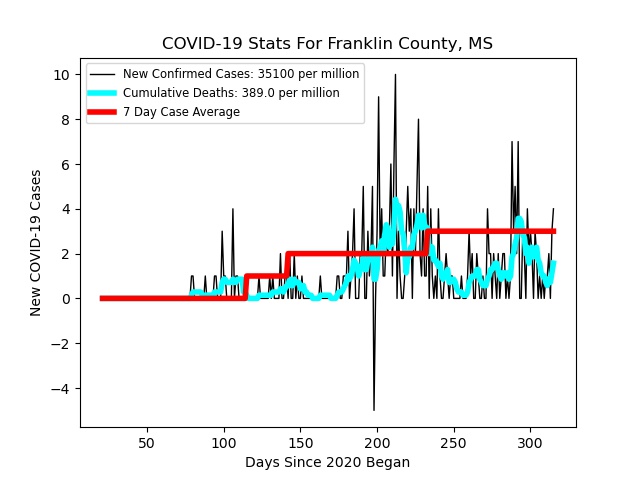 COVID-19 Stats For Franklin County, MS
New Confirmed Cases: 35100 per million
Cumulative Deaths: 389.0 per million
7 Day Case Average
10
8
6
4
2
0
−2
−4
New COVID-19 Cases
50 100 150 200 250 300
Days Since 2020 Began